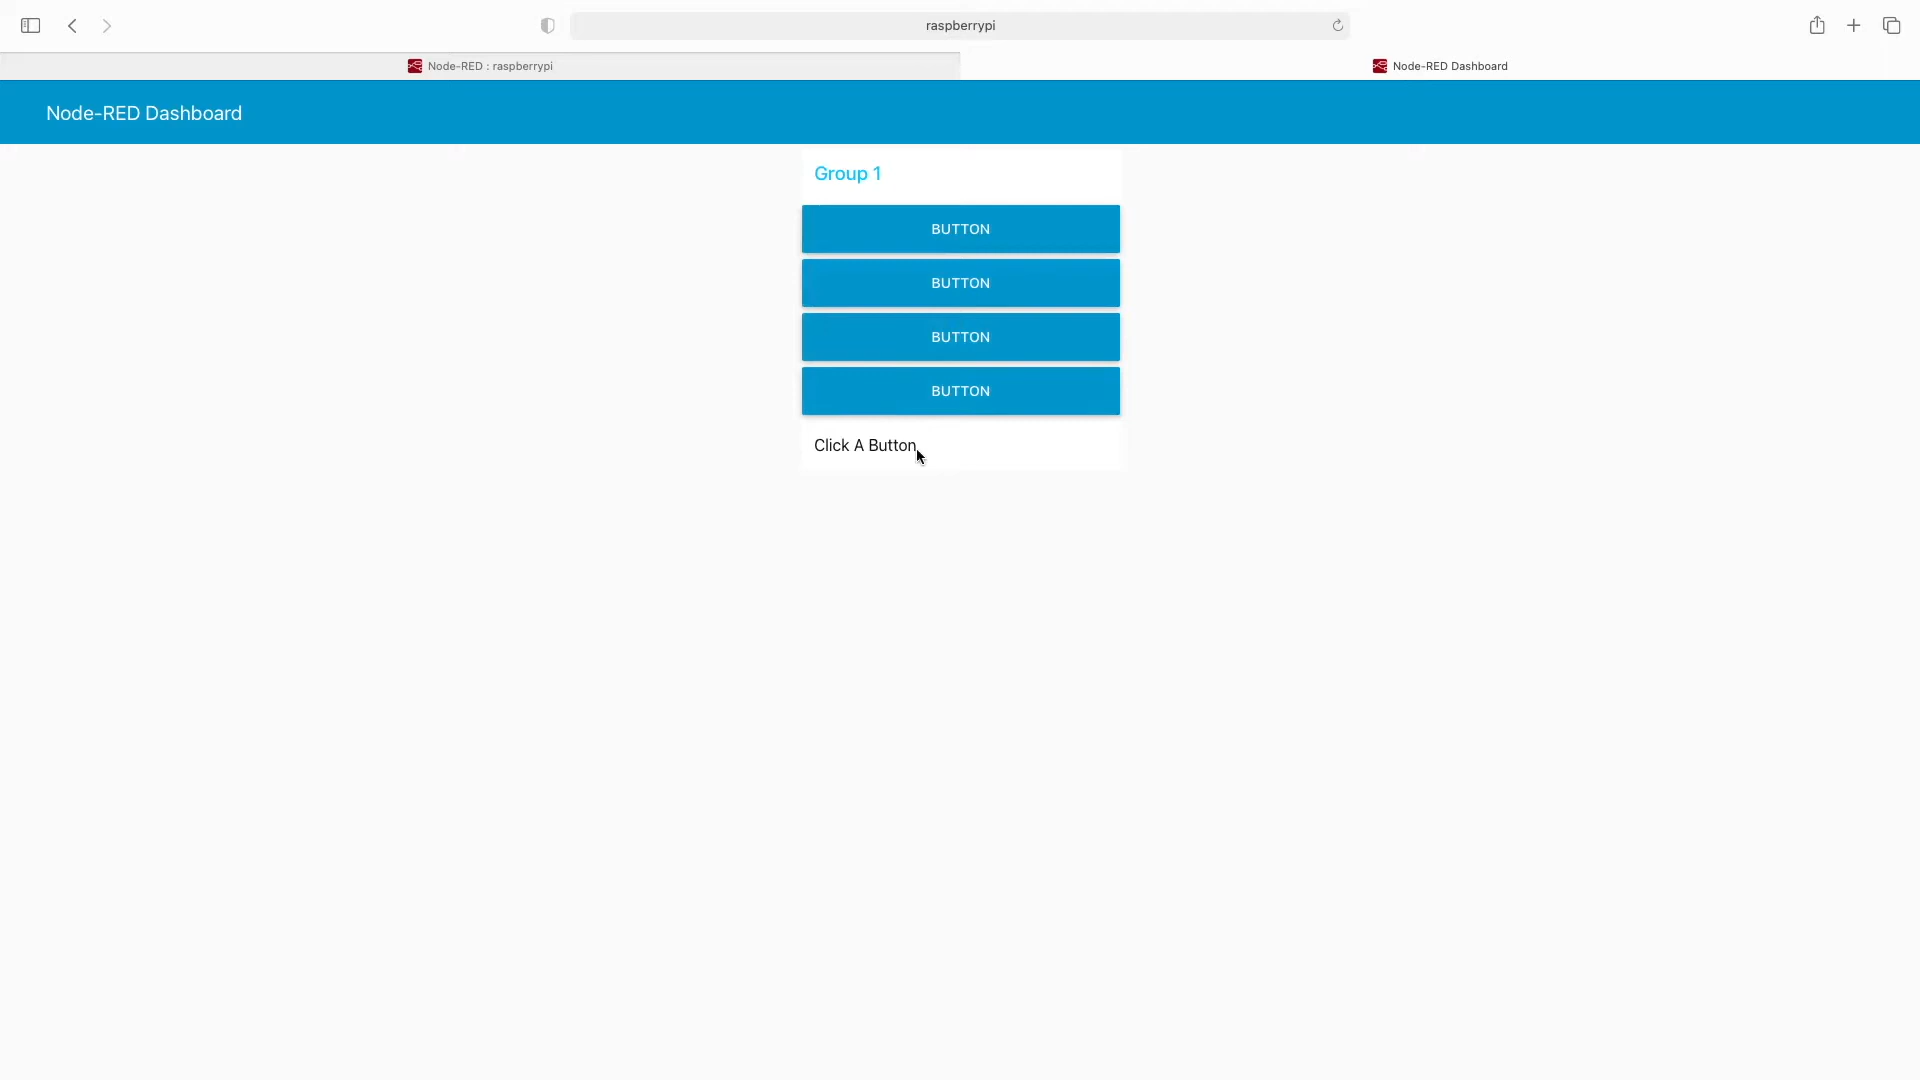 raspberrypi
Node-RED : raspberrypi
Node-RED Dashboard
Node-RED Dashboard
Group 1
BUTTON
BUTTON
BUTTON
BUTTON
Click A Button